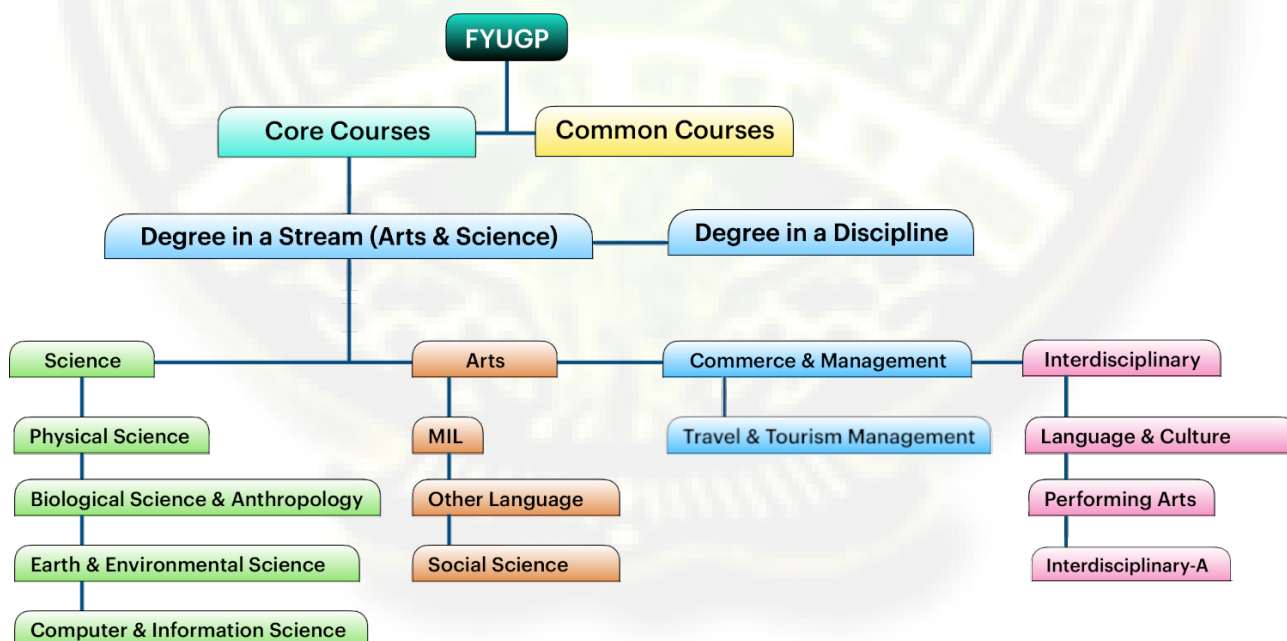 FYUGP
Core Courses
Common Courses
Degree in a Stream (Arts & Science)
Degree in a Discipline
Science
Arts
Commerce & Management
Interdisciplinary
Physical Science
MIL
Travel & Tourism Management
Language & Culture
Biological Science & Anthropology
Other Language
Performing Arts
Earth & Environmental Science
Social Science
Interdisciplinary-A
Computer & Information Science